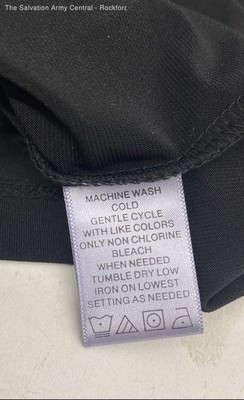 The Salvation Army Central - Rockford
MACHINE WASH
COLD
GENTLE CYCLE
WITH LIKE COLORS
ONLY NON CHLORINE
BLEACH
WHEN NEEDED
TUMBLE DRY LOW
IRON ON LOWEST
SETTING AS NEEDED